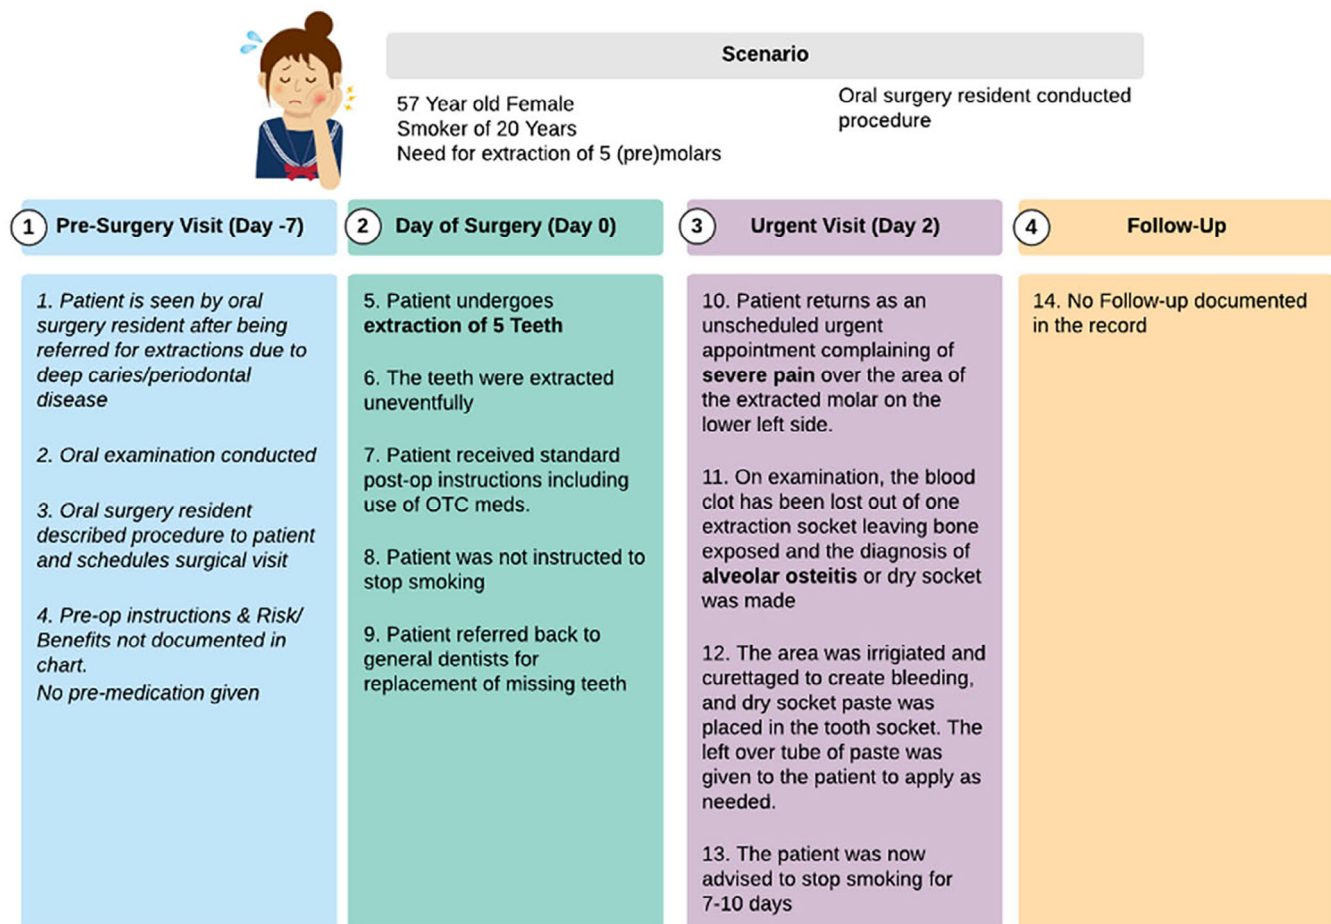 Scenario
57 Year old Female
Smoker of 20 Years
Need for extraction of 5 (pre)molars
Oral surgery resident conducted
procedure
1 Pre-Surgery Visit (Day -7)
1. Patient is seen by oral
surgery resident after being
referred for extractions due to
deep caries/periodontal
disease
2. Oral examination conducted
3. Oral surgery resident
described procedure to patient
and schedules surgical visit
4. Pre-op instructions & Risk/
Benefits not documented in
chart.
No pre-medication given
2 Day of Surgery (Day 0)
5. Patient undergoes
extraction of 5 Teeth
6. The teeth were extracted
uneventfully
7. Patient received standard
post-op instructions including
use of OTC meds.
8. Patient was not instructed to
stop smoking
9. Patient referred back to
general dentists for
replacement of missing teeth
3 Urgent Visit (Day 2)
10. Patient returns as an
unscheduled urgent
appointment complaining of
severe pain over the area of
the extracted molar on the
lower left side.
11. On examination, the blood
clot has been lost out of one
extraction socket leaving bone
exposed and the diagnosis of
alveolar osteitis or dry socket
was made
12. The area was irrigiated and
curettaged to create bleeding,
and dry socket paste was
placed in the tooth socket. The
left over tube of paste was
given to the patient to apply as
needed.
13. The patient was now
advised to stop smoking for
7-10 days
4 Follow-Up
14. No Follow-up documented
in the record